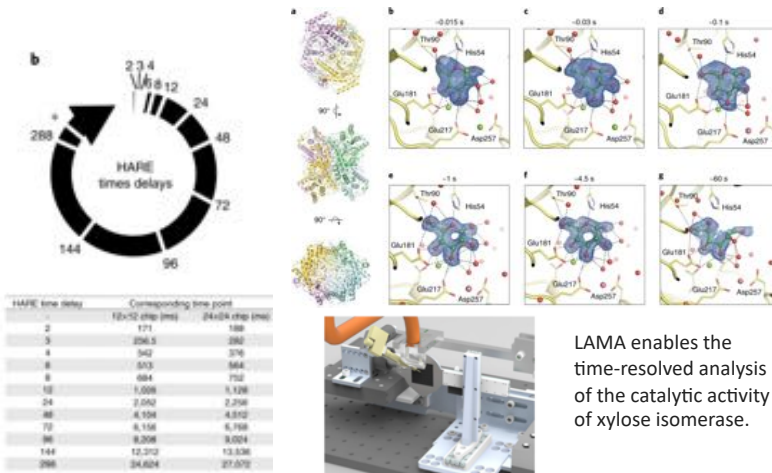 b
2 3 4
6 8 12
24
48
72
96
144
288
*
HARE
times delays
HARE time delay Corresponding time point
- 12×12 chip (ms) 24×24 chip (ms)
2 171 188
3 256.5 282
4 342 376
6 513 564
8 684 752
12 1,026 1,128
24 2,052 2,256
48 4,104 4,512
72 6,156 6,768
96 8,208 9,024
144 12,312 13,536
288 24,624 27,072
a
90°
90°
b ~0.015 s
Thr90
His54
Glu181
Glu217
Asp257
c ~0.03 s
Thr90
His54
Glu181
Glu217
Asp257
d ~0.1 s
Thr90
His54
Glu181
Glu217
Asp257
e ~1 s
Thr90
His54
Glu181
Glu217
Asp257
f ~4.5 s
Thr90
His54
Glu181
Glu217
Asp257
g ~60 s
Thr90
His54
Glu181
Glu217
Asp257
LAMA enables the
time-resolved analysis
of the catalytic activity
of xylose isomerase.